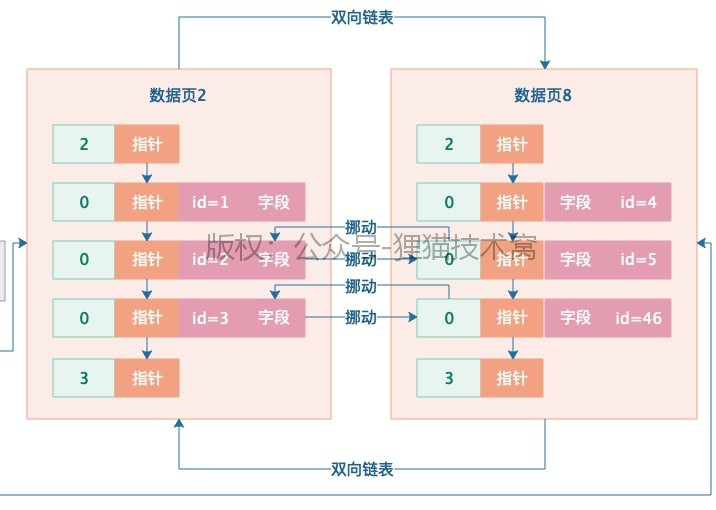 双向链表
数据页2
数据页8
2 指针
2 指针
0 指针 id=1 字段
0 指针 字段 id=4
挪动
版权：公众号-狸猫技术窝
0 指针 id=2 字段
挪动
0 指针 字段 id=5
挪动
0 指针 id=3 字段
挪动
0 指针 字段 id=46
3 指针
3 指针
双向链表